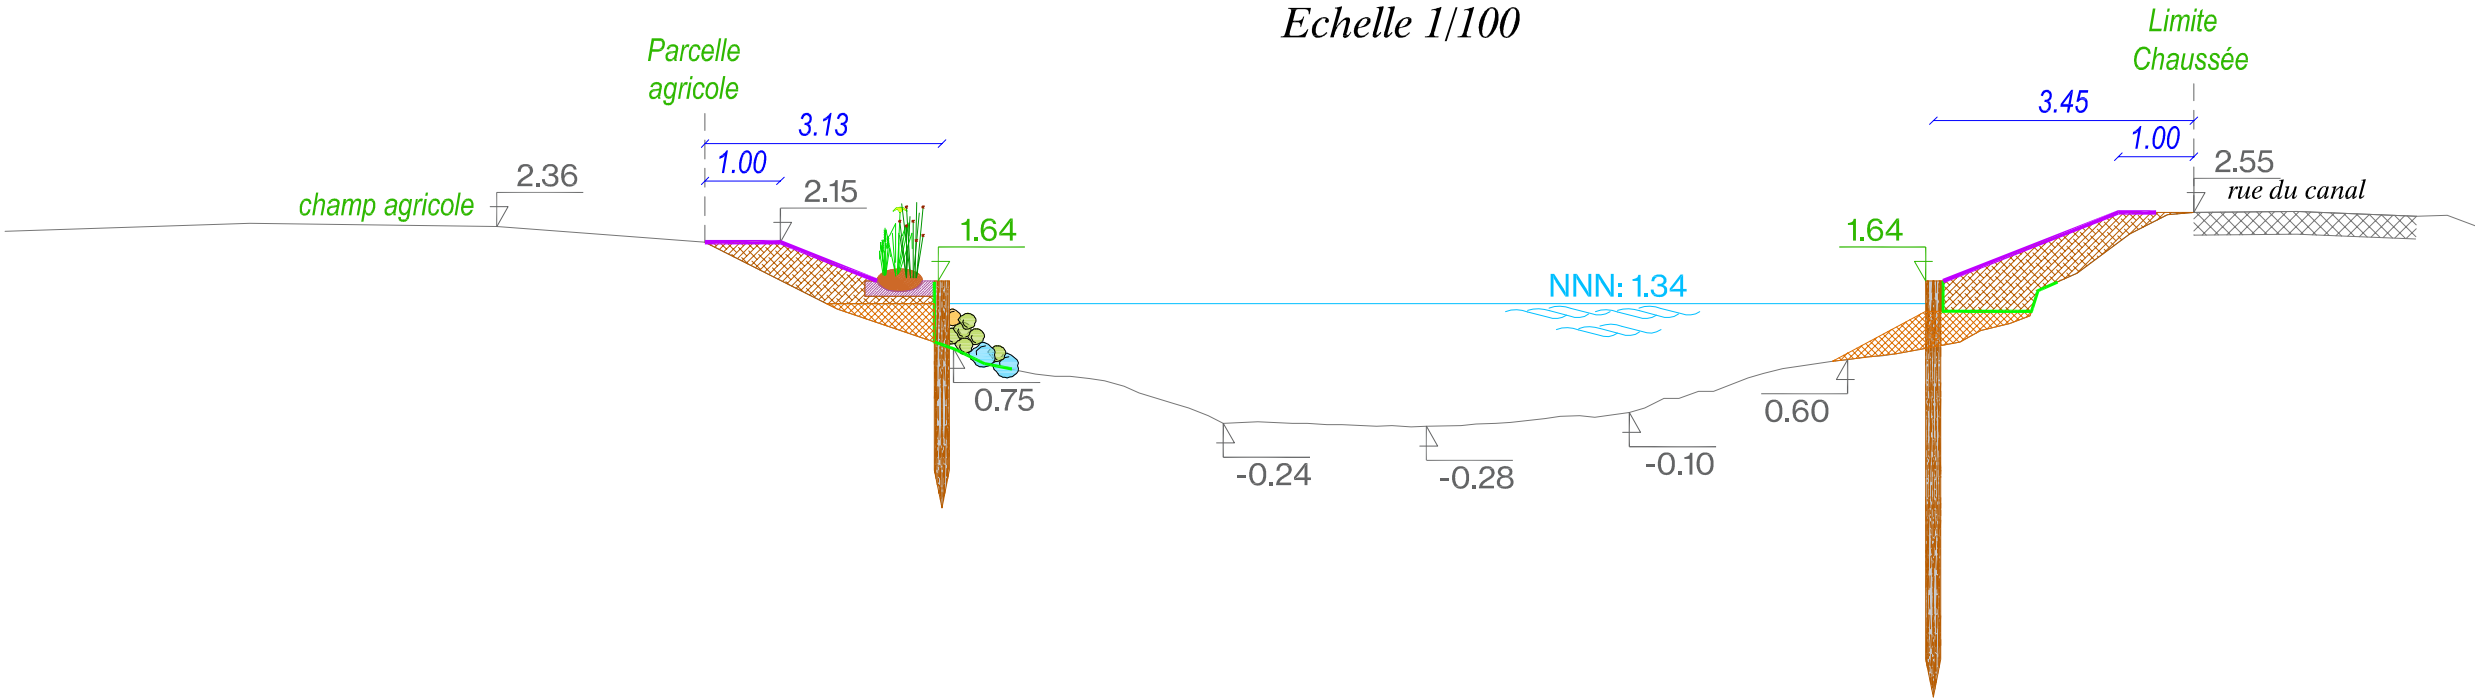 Echelle 1/100
Parcelle
agricole
Limite
Chaussée
3.13
1.00
3.45
1.00
champ agricole
2.36
2.15
1.64
1.64
2.55
rue du canal
NNN: 1.34
0.75
0.60
-0.24
-0.28
-0.10